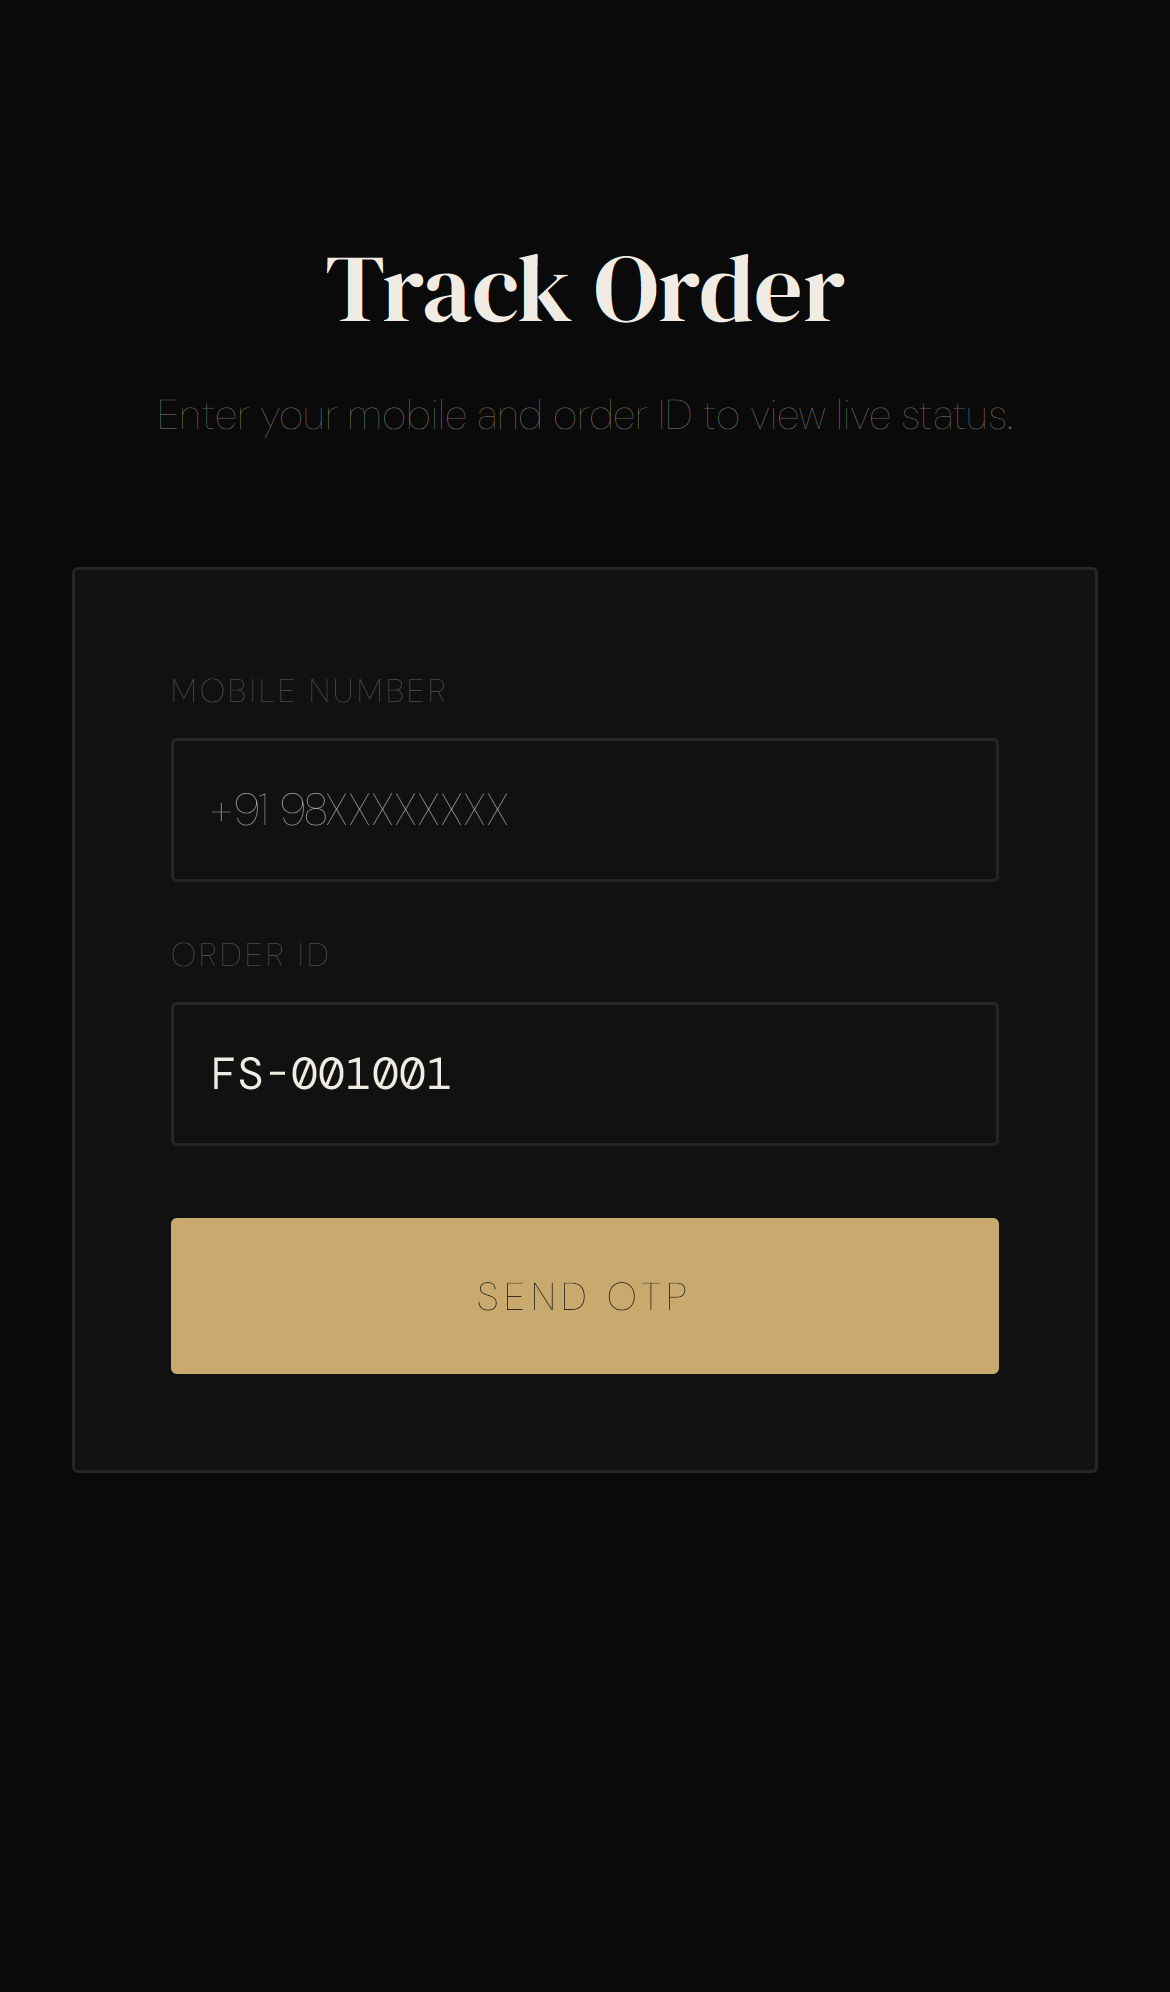 Track Order
Enter your mobile and order ID to view live status.
MOBILE NUMBER
+91 98XXXXXXXX
ORDER ID
FS-001001
SEND OTP